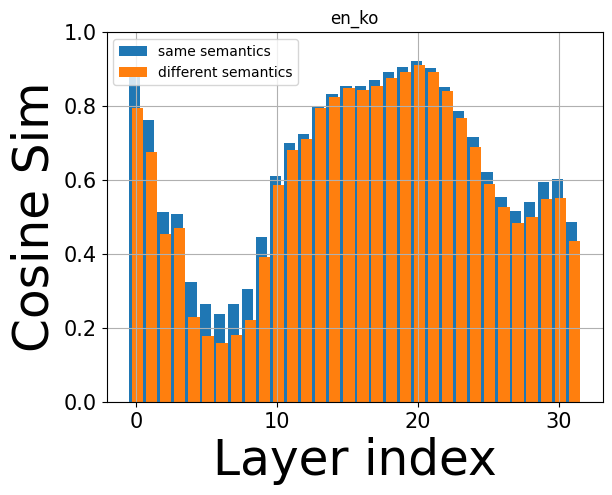 en_ko
same semantics
different semantics
Cosine Sim
1.0
0.8
0.6
0.4
0.2
0.0
0 10 20 30
Layer index